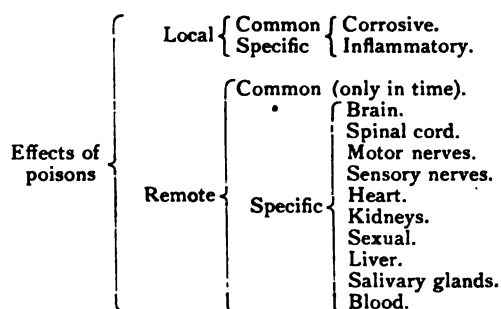 Local Common Corrosive.
Specific Inflammatory.
Common (only in time).
Brain.
Spinal cord.
Effects of Motor nerves.
poisons Sensory nerves.
Remote Heart.
Specific Kidneys.
Sexual.
Liver.
Salivary glands.
Blood.